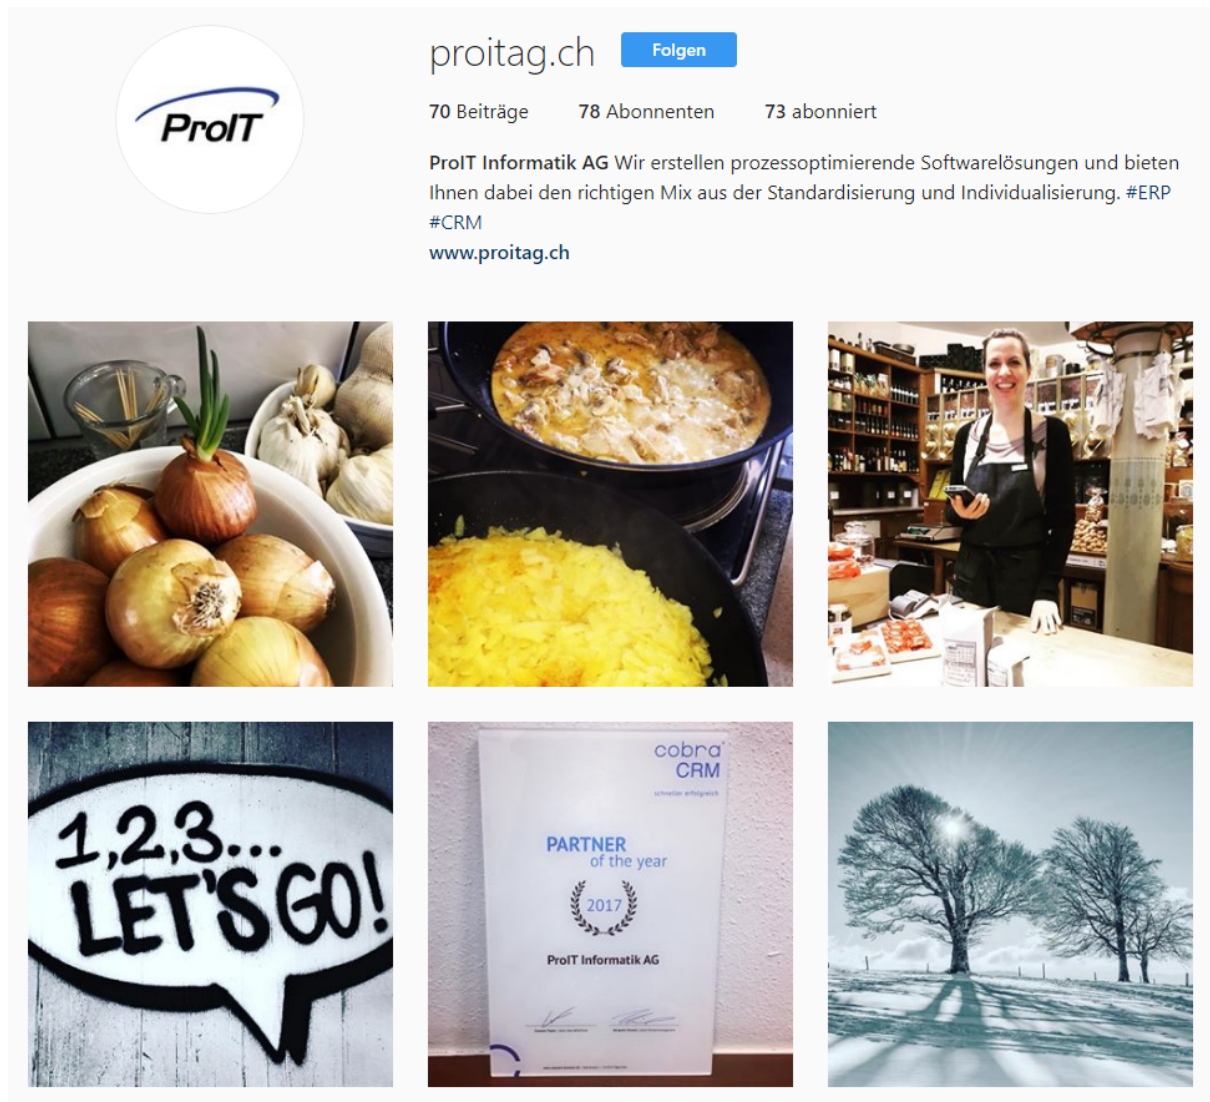 ProIT
proitag.ch
Folgen
70 Beiträge 78 Abonnenten 73 abonniert
ProIT Informatik AG Wir erstellen prozessoptimierende Softwarelösungen und bieten
Ihnen dabei den richtigen Mix aus der Standardisierung und Individualisierung. #ERP
#CRM
www.proitag.ch
1,2,3...
LET'S GO!
cobra
CRM
schneller erfolgreich
PARTNER
of the year
2017
ProIT Informatik AG